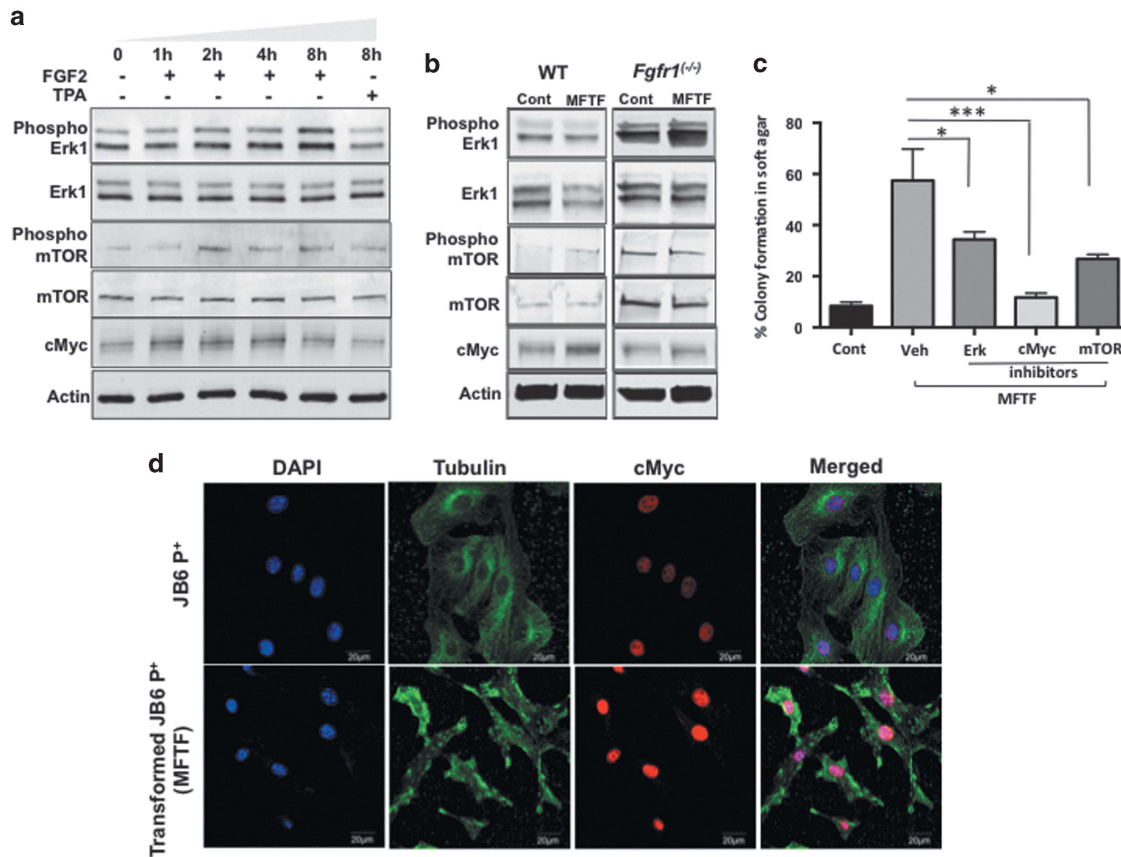 a
0 1h 2h 4h 8h 8h
FGF2 - + + + + -
TPA - - - - - +
Phospho
Erk1
Erk1
Phospho
mTOR
mTOR
cMyc
Actin
b
WT Fgfr1(-/-)
Cont MFTF Cont MFTF
Phospho
Erk1
Erk1
Phospho
mTOR
mTOR
cMyc
Actin
c
% Colony formation in soft agar
80
60
40
20
0
*
***
*
Cont Veh Erk cMyc mTOR
inhibitors
MFTF
d
DAPI Tubulin cMyc Merged
JB6 P+
20µm 20µm 20µm 20µm
Transformed JB6 P+
(MFTF)
20µm 20µm 20µm 20µm